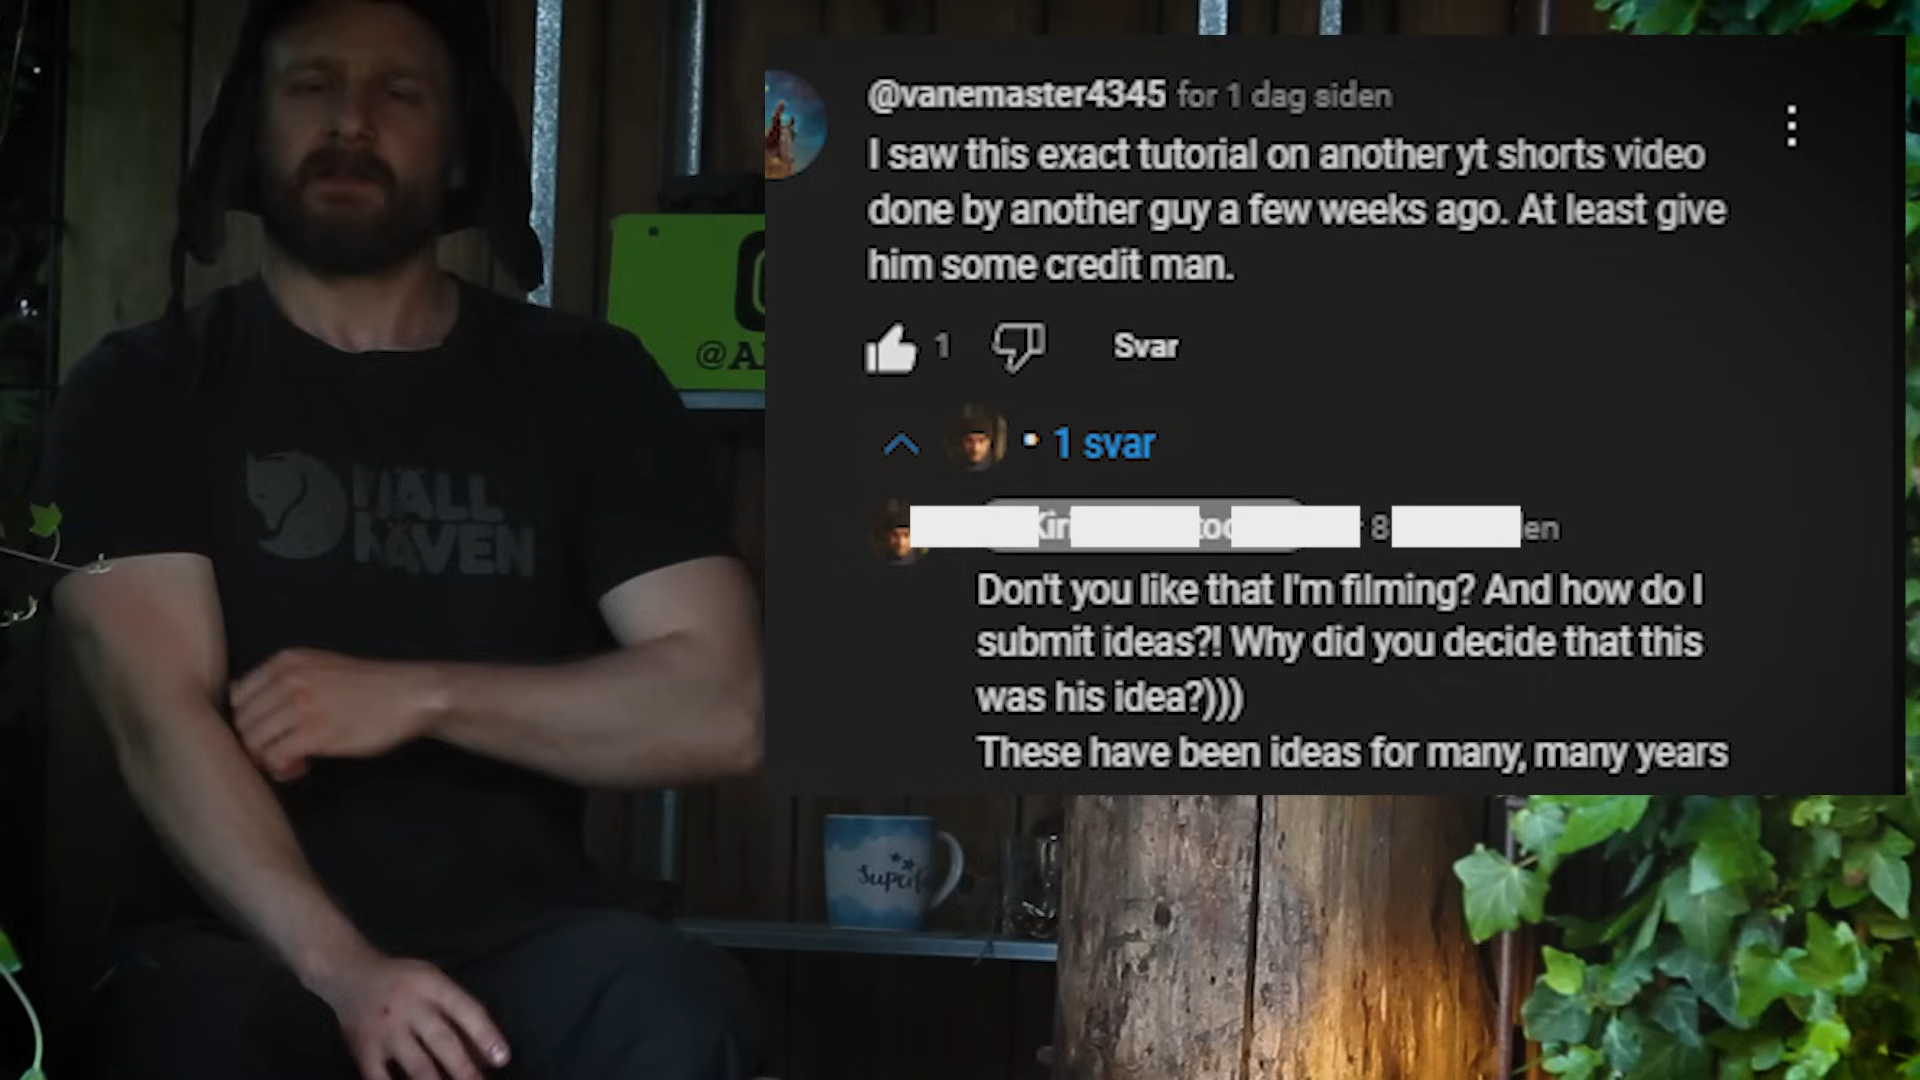 @vanemaster4345 for 1 dag siden
I saw this exact tutorial on another yt shorts video
done by another guy a few weeks ago. At least give
him some credit man.
1 Svar
1 svar
8
Don't you like that I'm filming? And how do I
submit ideas?! Why did you decide that this
was his idea?)))
These have been ideas for many, many years
FJÄLL
RÄVEN